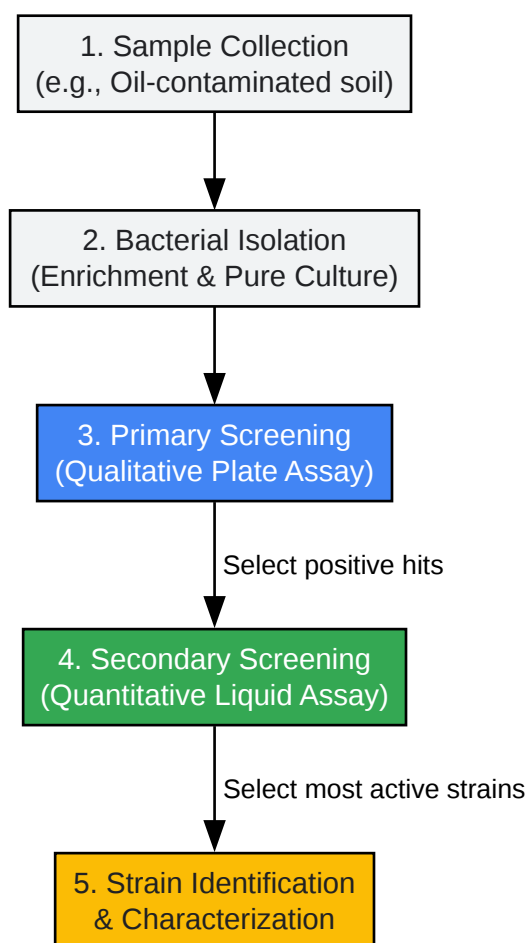 1. Sample Collection
(e.g., Oil-contaminated soil)
2. Bacterial Isolation
(Enrichment & Pure Culture)
3. Primary Screening
(Qualitative Plate Assay)
Select positive hits
4. Secondary Screening
(Quantitative Liquid Assay)
Select most active strains
5. Strain Identification
& Characterization